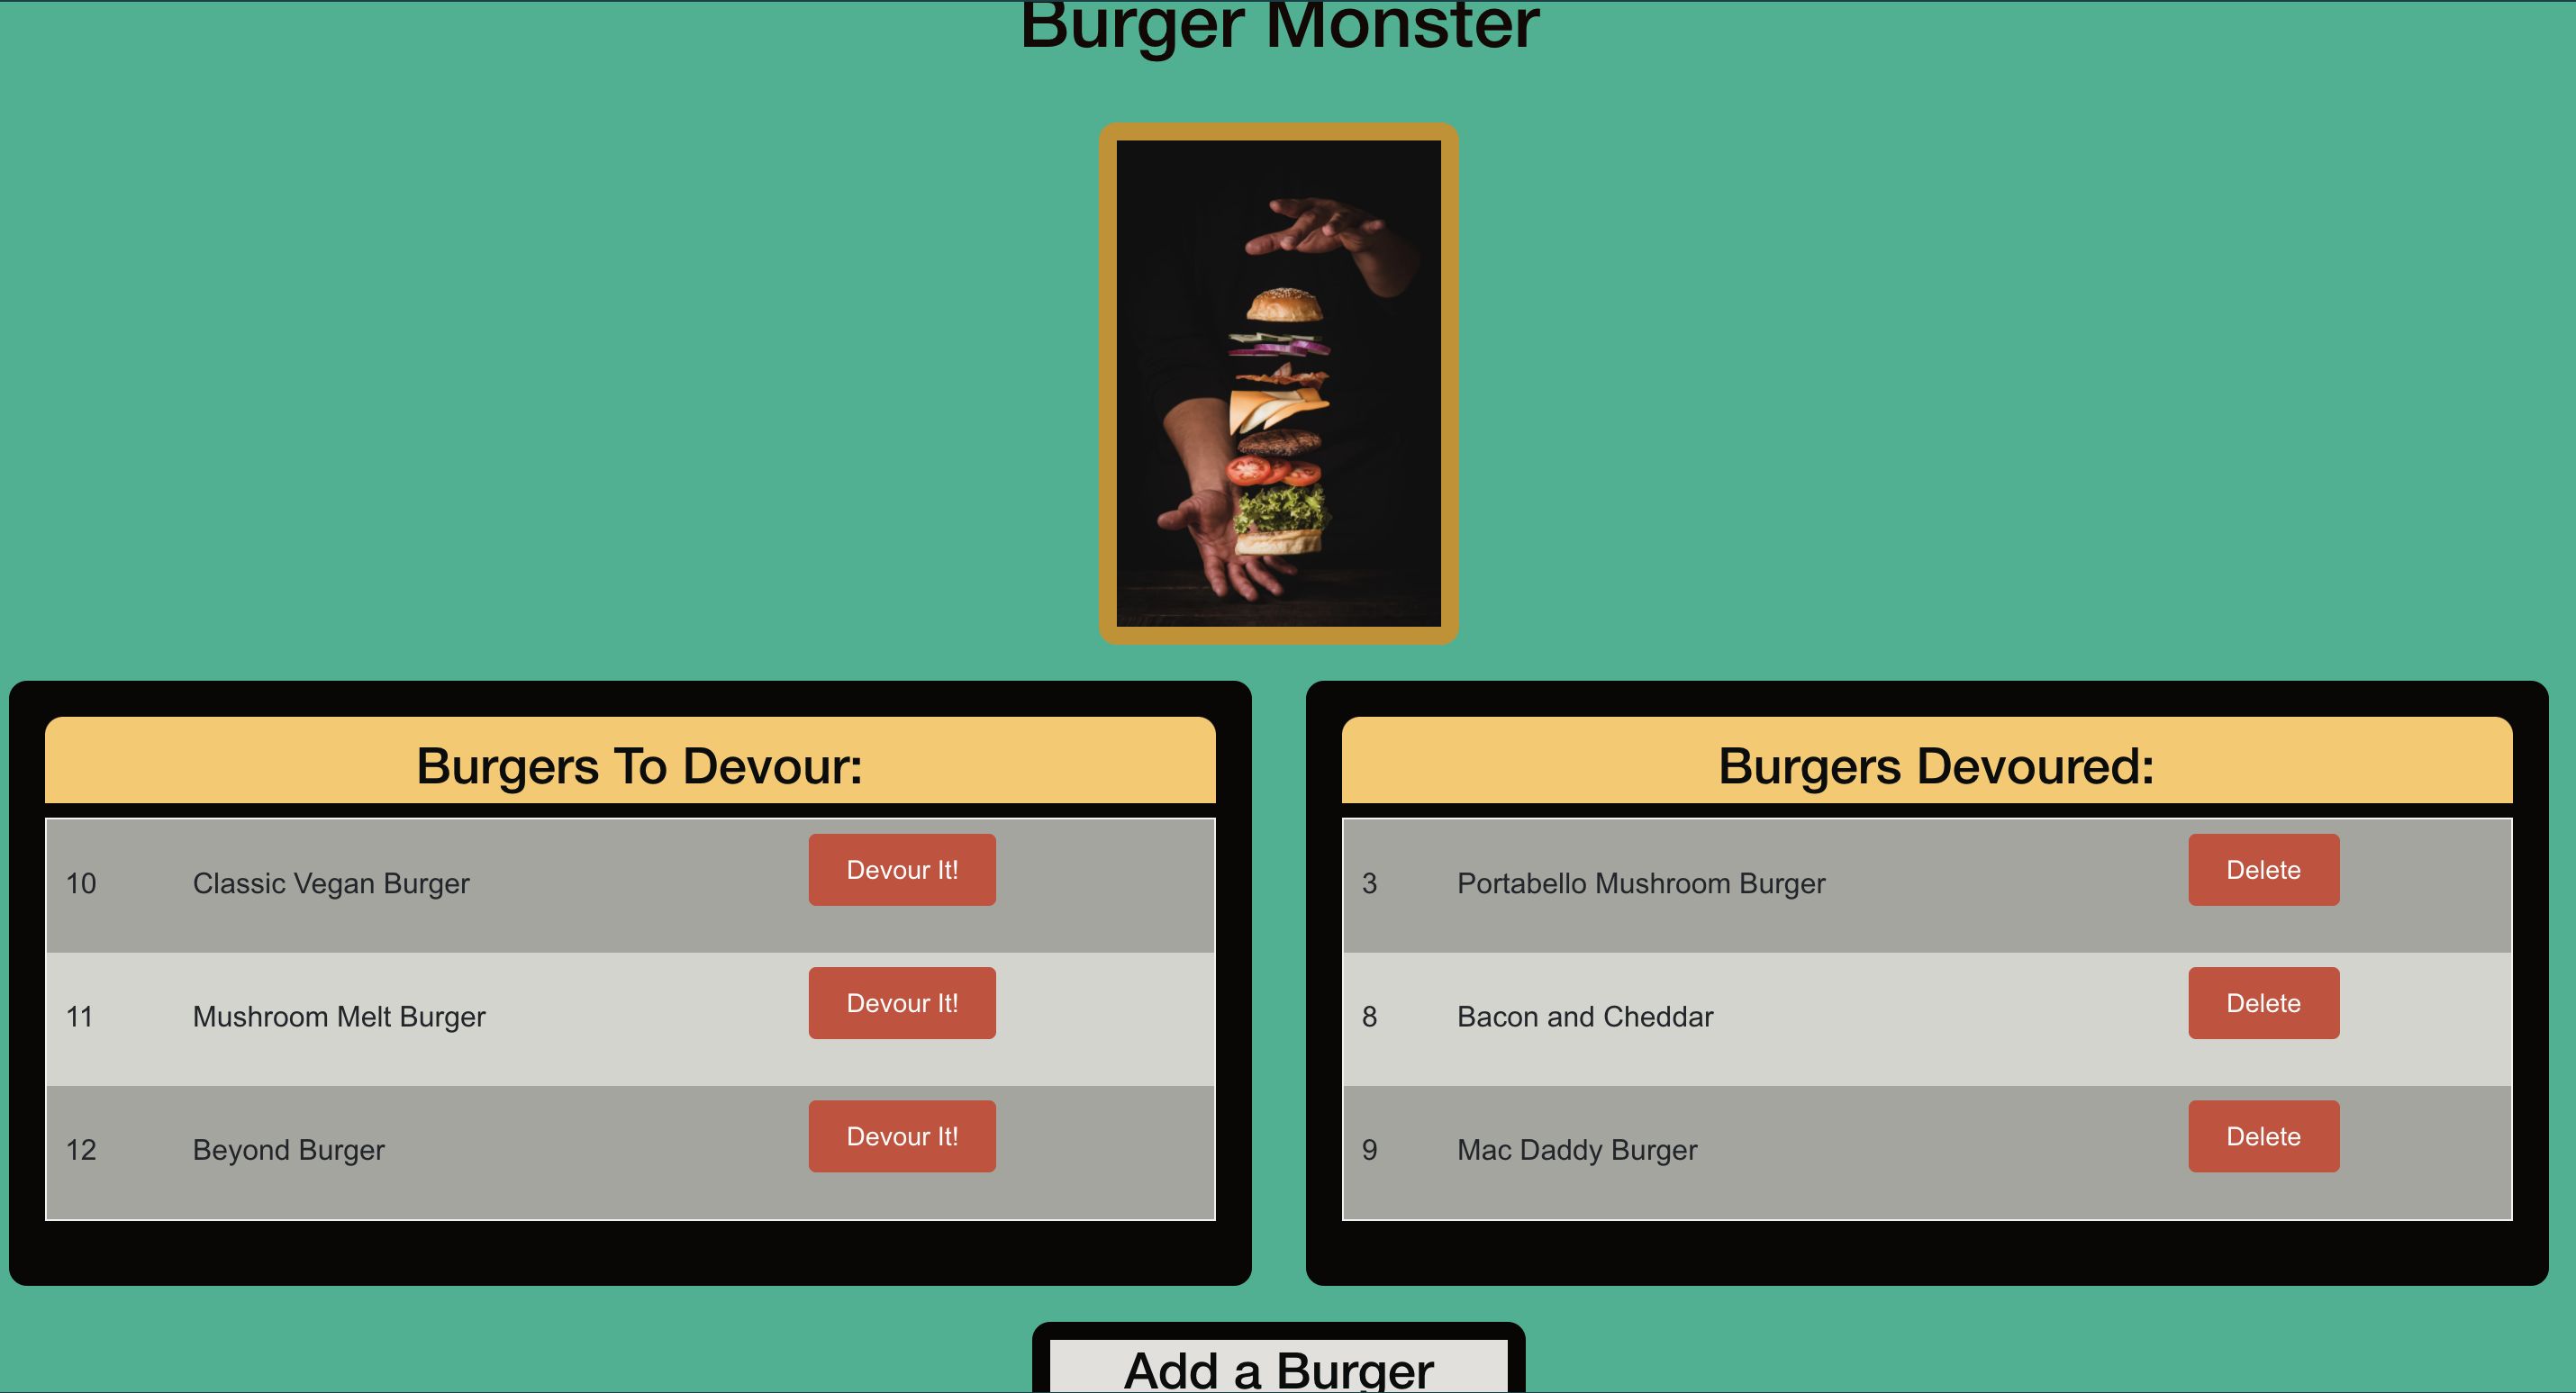 Burger Monster
Burgers To Devour:
10 Classic Vegan Burger Devour It!
11 Mushroom Melt Burger Devour It!
12 Beyond Burger Devour It!
Burgers Devoured:
3 Portabello Mushroom Burger Delete
8 Bacon and Cheddar Delete
9 Mac Daddy Burger Delete
Add a Burger